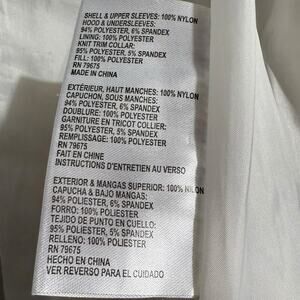 SHELL & UPPER SLEEVES: 100% NYLON
HOOD & UNDERSLEEVES:
94% POLYESTER, 6% SPANDEX
LINING: 100% POLYESTER
KNIT TRIM COLLAR:
95% POLYESTER, 5% SPANDEX
FILL: 100% POLYESTER
RN 79675
MADE IN CHINA
EXTÉRIEUR, HAUT MANCHES: 100% NYLON
CAPUCHON, SOUS MANCHES:
94% POLYESTER, 6% SPANDEX
DOUBLURE: 100% POLYESTER
GARNITURE EN TRICOT COLLIER:
95% POLYESTER, 5% SPANDEX
REMPLISSAGE: 100% POLYESTER
RN 79675
FAIT EN CHINE
INSTRUCTIONS D'ENTRETIEN AU VERSO
EXTERIOR & MANGAS SUPERIOR: 100% NYLON
CAPUCHA & BAJO MANGAS:
94% POLYESTER, 6% SPANDEX
FORRO: 100% POLYESTER
TEJIDO DE PUNTO EN CUELLO:
95% POLYESTER, 5% SPANDEX
RELLENO: 100% POLYESTER
RN 79675
HECHO EN CHINA
VER REVERSO PARA EL CUIDADO